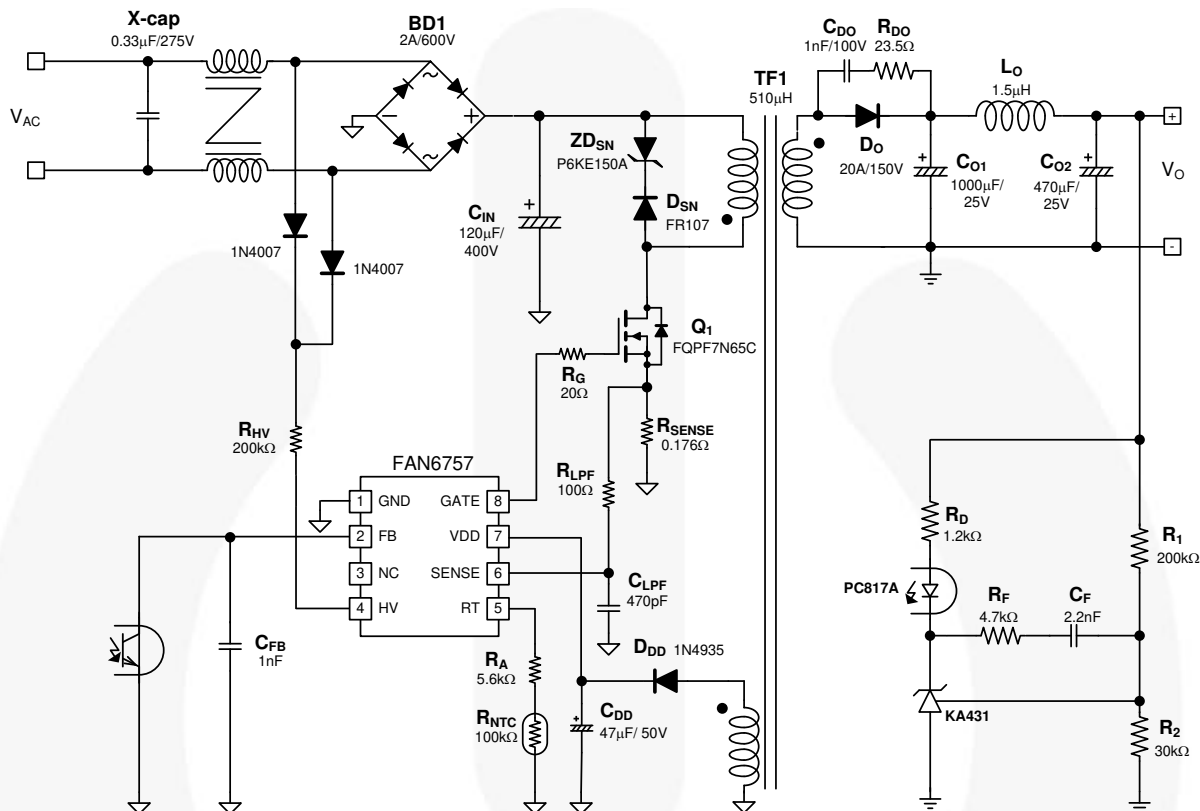 X-cap
0.33µF/275V
BD1
2A/600V
VAC
1N4007
1N4007
CIN
120µF/
400V
ZDSN
P6KE150A
DSN
FR107
TF1
510µH
CDO
1nF/100V
RDO
23.5Ω
DO
20A/150V
LO
1.5µH
CO1
1000µF/
25V
CO2
470µF/
25V
+
VO
-
Q1
FQPF7N65C
RG
20Ω
RSENSE
0.176Ω
RHV
200kΩ
RLPF
100Ω
FAN6757
1 GND GATE 8
2 FB VDD 7
3 NC SENSE 6
4 HV RT 5
CLPF
470pF
CFB
1nF
RA
5.6kΩ
RNTC
100kΩ
DDD 1N4935
CDD
47µF/ 50V
RD
1.2kΩ
R1
200kΩ
PC817A
RF
4.7kΩ
CF
2.2nF
KA431
R2
30kΩ